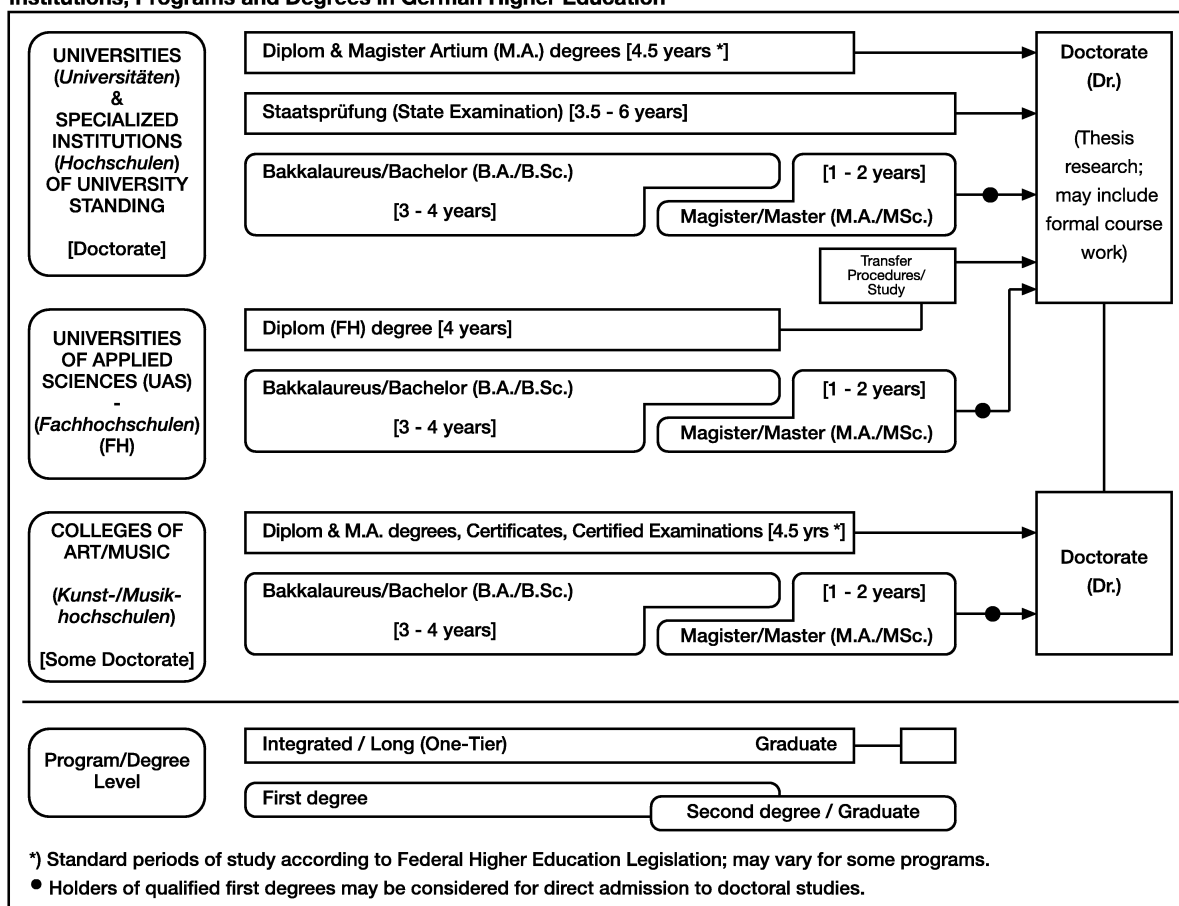 Institutions, Programs and Degrees in German Higher Education
UNIVERSITIES
(Universitäten)
&
SPECIALIZED
INSTITUTIONS
(Hochschulen)
OF UNIVERSITY
STANDING
[Doctorate]
Diplom & Magister Artium (M.A.) degrees [4.5 years *]
Staatsprüfung (State Examination) [3.5 - 6 years]
Bakkalaureus/Bachelor (B.A./B.Sc.)
[3 - 4 years]
[1 - 2 years]
Magister/Master (M.A./MSc.)
Doctorate
(Dr.)
(Thesis
research;
may include
formal course
work)
Transfer
Procedures/
Study
UNIVERSITIES
OF APPLIED
SCIENCES (UAS)
-
(Fachhochschulen)
(FH)
Diplom (FH) degree [4 years]
Bakkalaureus/Bachelor (B.A./B.Sc.)
[3 - 4 years]
[1 - 2 years]
Magister/Master (M.A./MSc.)
COLLEGES OF
ART/MUSIC
(Kunst-/Musik-
hochschulen)
[Some Doctorate]
Diplom & M.A. degrees, Certificates, Certified Examinations [4.5 yrs *]
Bakkalaureus/Bachelor (B.A./B.Sc.)
[3 - 4 years]
[1 - 2 years]
Magister/Master (M.A./MSc.)
Doctorate
(Dr.)
Program/Degree
Level
Integrated / Long (One-Tier) Graduate
First degree
Second degree / Graduate
*) Standard periods of study according to Federal Higher Education Legislation; may vary for some programs.
● Holders of qualified first degrees may be considered for direct admission to doctoral studies.